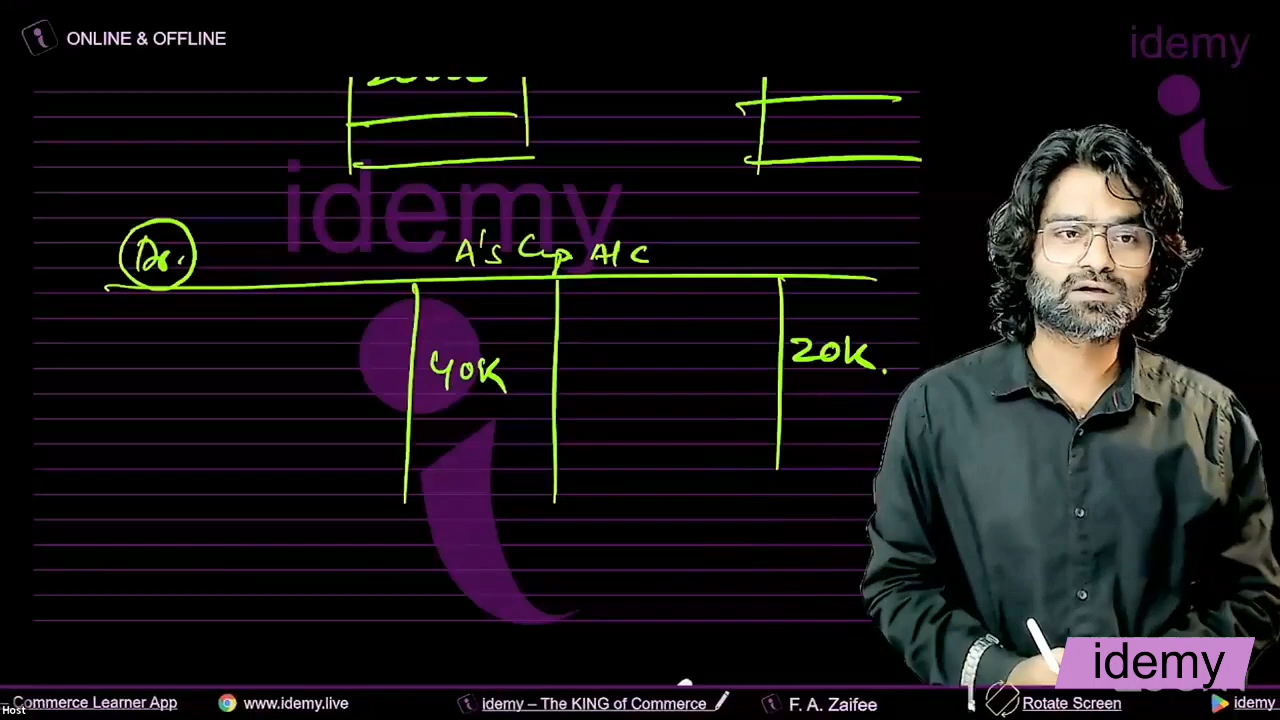 ONLINE & OFFLINE
idemy
idemy
Dr.
A's Cap A/C
40K
20K.
idemy
Commerce Learner App
www.idemy.live
idemy – The KING of Commerce
F. A. Zaifee
Rotate Screen
idemy
Host